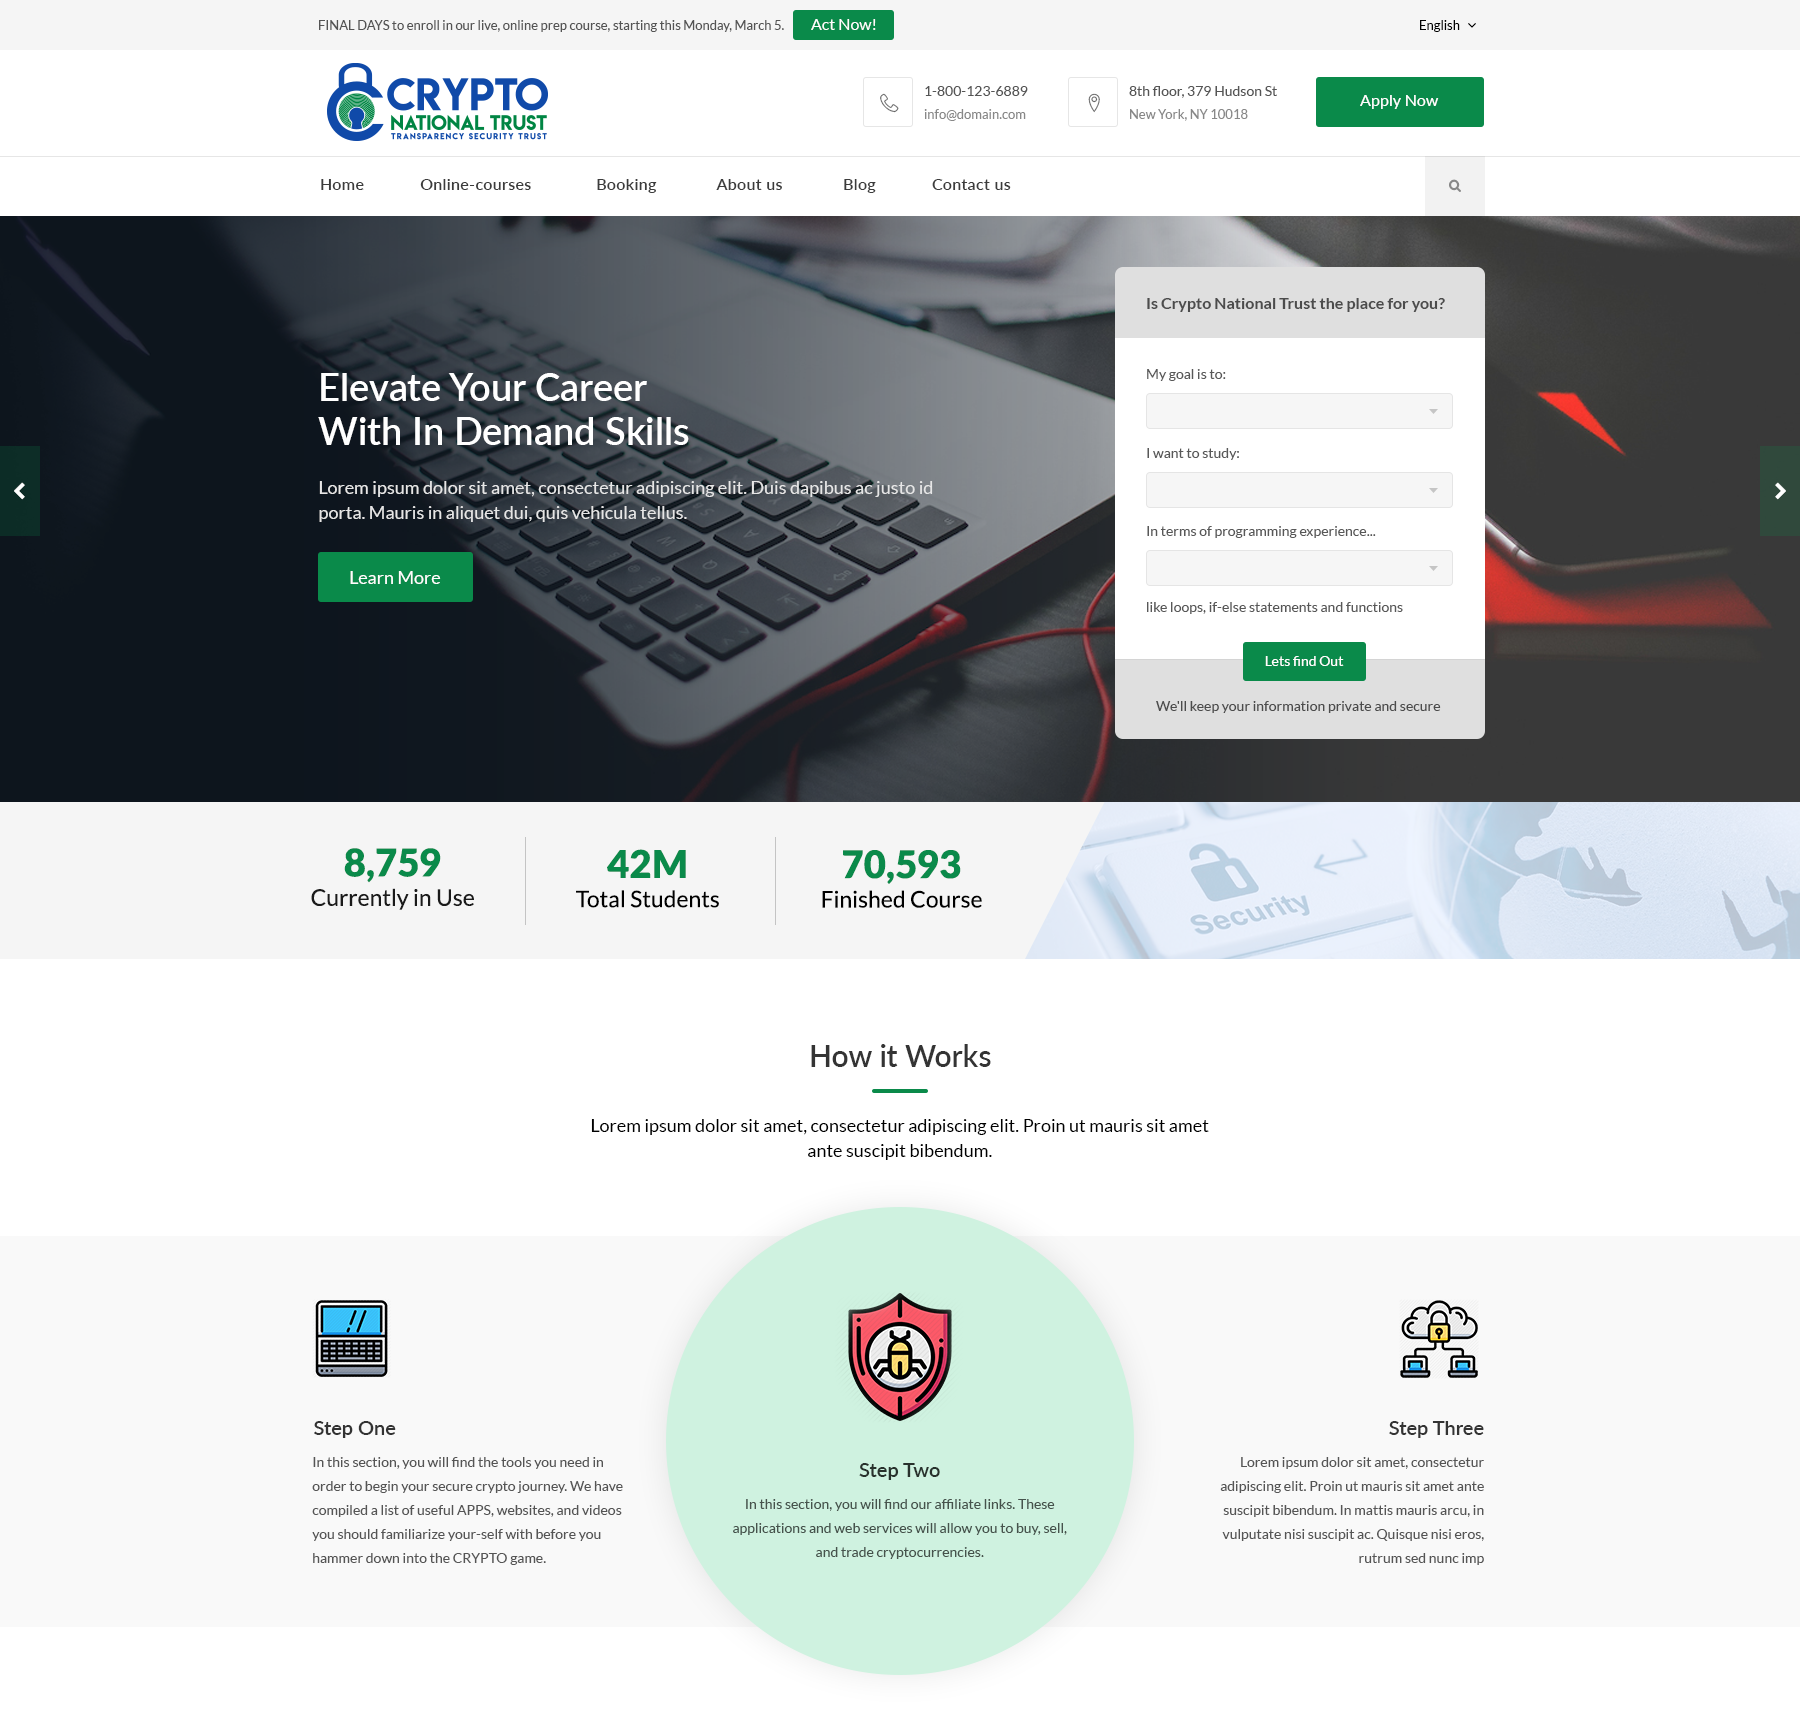 FINAL DAYS to enroll in our live, online prep course, starting this Monday, March 5.
Act Now!
English
CRYPTO
NATIONAL TRUST
TRANSPARENCY SECURITY TRUST
1-800-123-6889
info@domain.com
8th floor, 379 Hudson St
New York, NY 10018
Apply Now
Home
Online-courses
Booking
About us
Blog
Contact us
Elevate Your Career
With In Demand Skills
Lorem ipsum dolor sit amet, consectetur adipiscing elit. Duis dapibus ac justo id
porta. Mauris in aliquet dui, quis vehicula tellus.
Learn More
Is Crypto National Trust the place for you?
My goal is to:
I want to study:
In terms of programming experience...
like loops, if-else statements and functions
Lets find Out
We'll keep your information private and secure
8,759
Currently in Use
42M
Total Students
70,593
Finished Course
Security
How it Works
Lorem ipsum dolor sit amet, consectetur adipiscing elit. Proin ut mauris sit amet
ante suscipit bibendum.
Step One
In this section, you will find the tools you need in
order to begin your secure crypto journey. We have
compiled a list of useful APPS, websites, and videos
you should familiarize your-self with before you
hammer down into the CRYPTO game.
Step Two
In this section, you will find our affiliate links. These
applications and web services will allow you to buy, sell,
and trade cryptocurrencies.
Step Three
Lorem ipsum dolor sit amet, consectetur
adipiscing elit. Proin ut mauris sit amet ante
suscipit bibendum. In mattis mauris arcu, in
vulputate nisi suscipit ac. Quisque nisi eros,
rutrum sed nunc imp